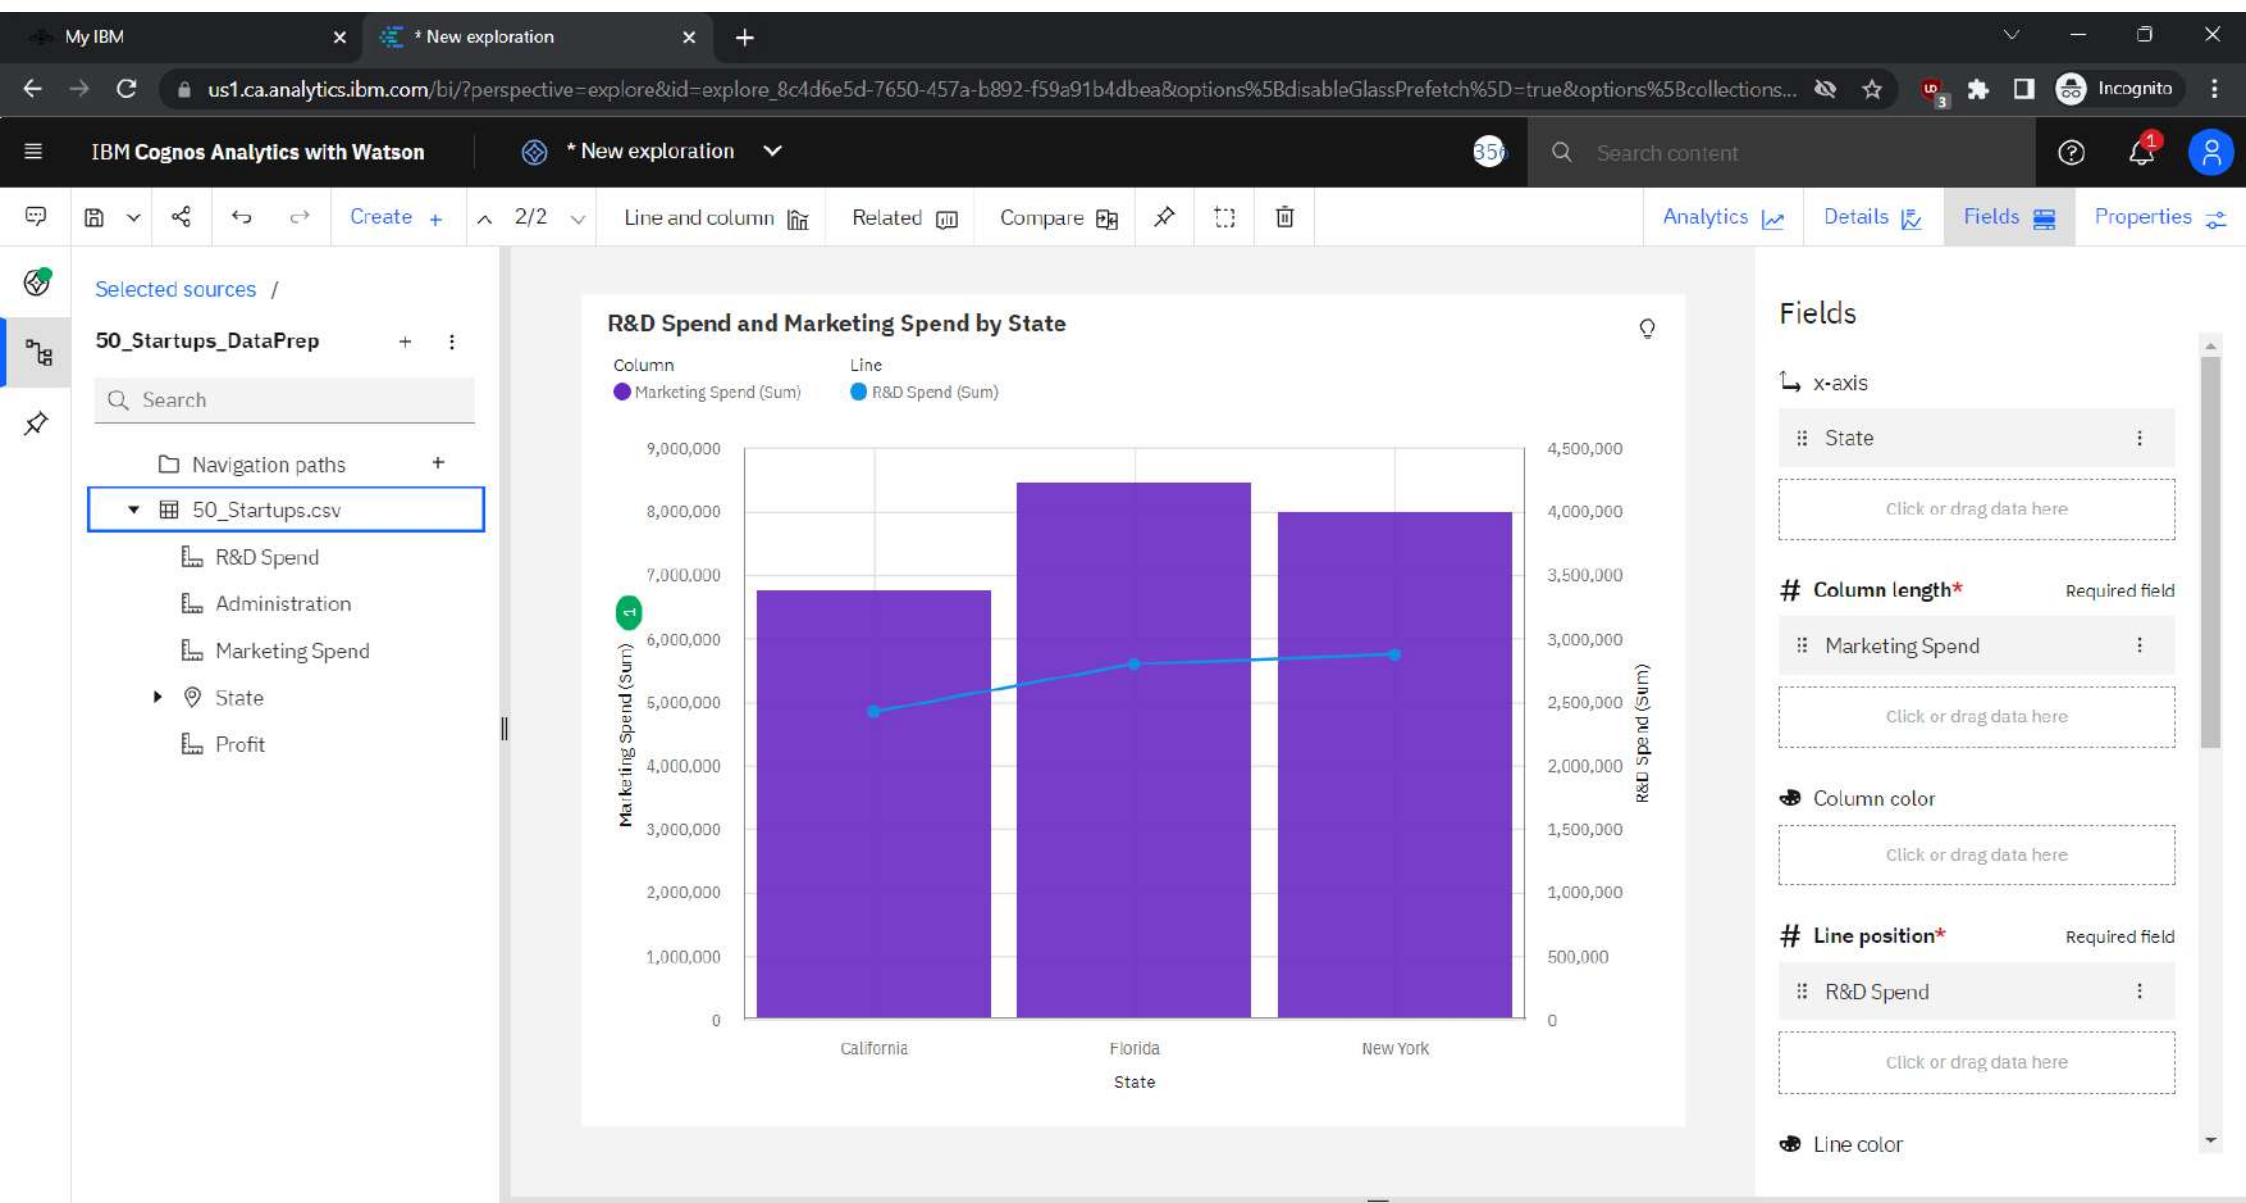 My IBM
* New exploration
us1.ca.analytics.ibm.com/bi/?perspective=explore&id=explore_8c4d6e5d-7650-457a-b892-f59a91b4dbea&options%5BdisableGlassPrefetch%5D=true&options%5Bcollections...
3
Incognito
IBM Cognos Analytics with Watson
* New exploration
356
Search content
1
Create +
2/2
Line and column
Related
Compare
Analytics
Details
Fields
Properties
Selected sources /
50_Startups_DataPrep
Search
Navigation paths
50_Startups.csv
R&D Spend
Administration
Marketing Spend
State
Profit
R&D Spend and Marketing Spend by State
Column
Line
Marketing Spend (Sum)
R&D Spend (Sum)
9,000,000
8,000,000
7,000,000
6,000,000
5,000,000
4,000,000
3,000,000
2,000,000
1,000,000
0
Marketing Spend (Sum)
1
4,500,000
4,000,000
3,500,000
3,000,000
2,500,000
2,000,000
1,500,000
1,000,000
500,000
0
R&D Spend (Sum)
California
Florida
New York
State
Fields
x-axis
State
Click or drag data here
# Column length*
Required field
Marketing Spend
Click or drag data here
Column color
Click or drag data here
# Line position*
Required field
R&D Spend
Click or drag data here
Line color